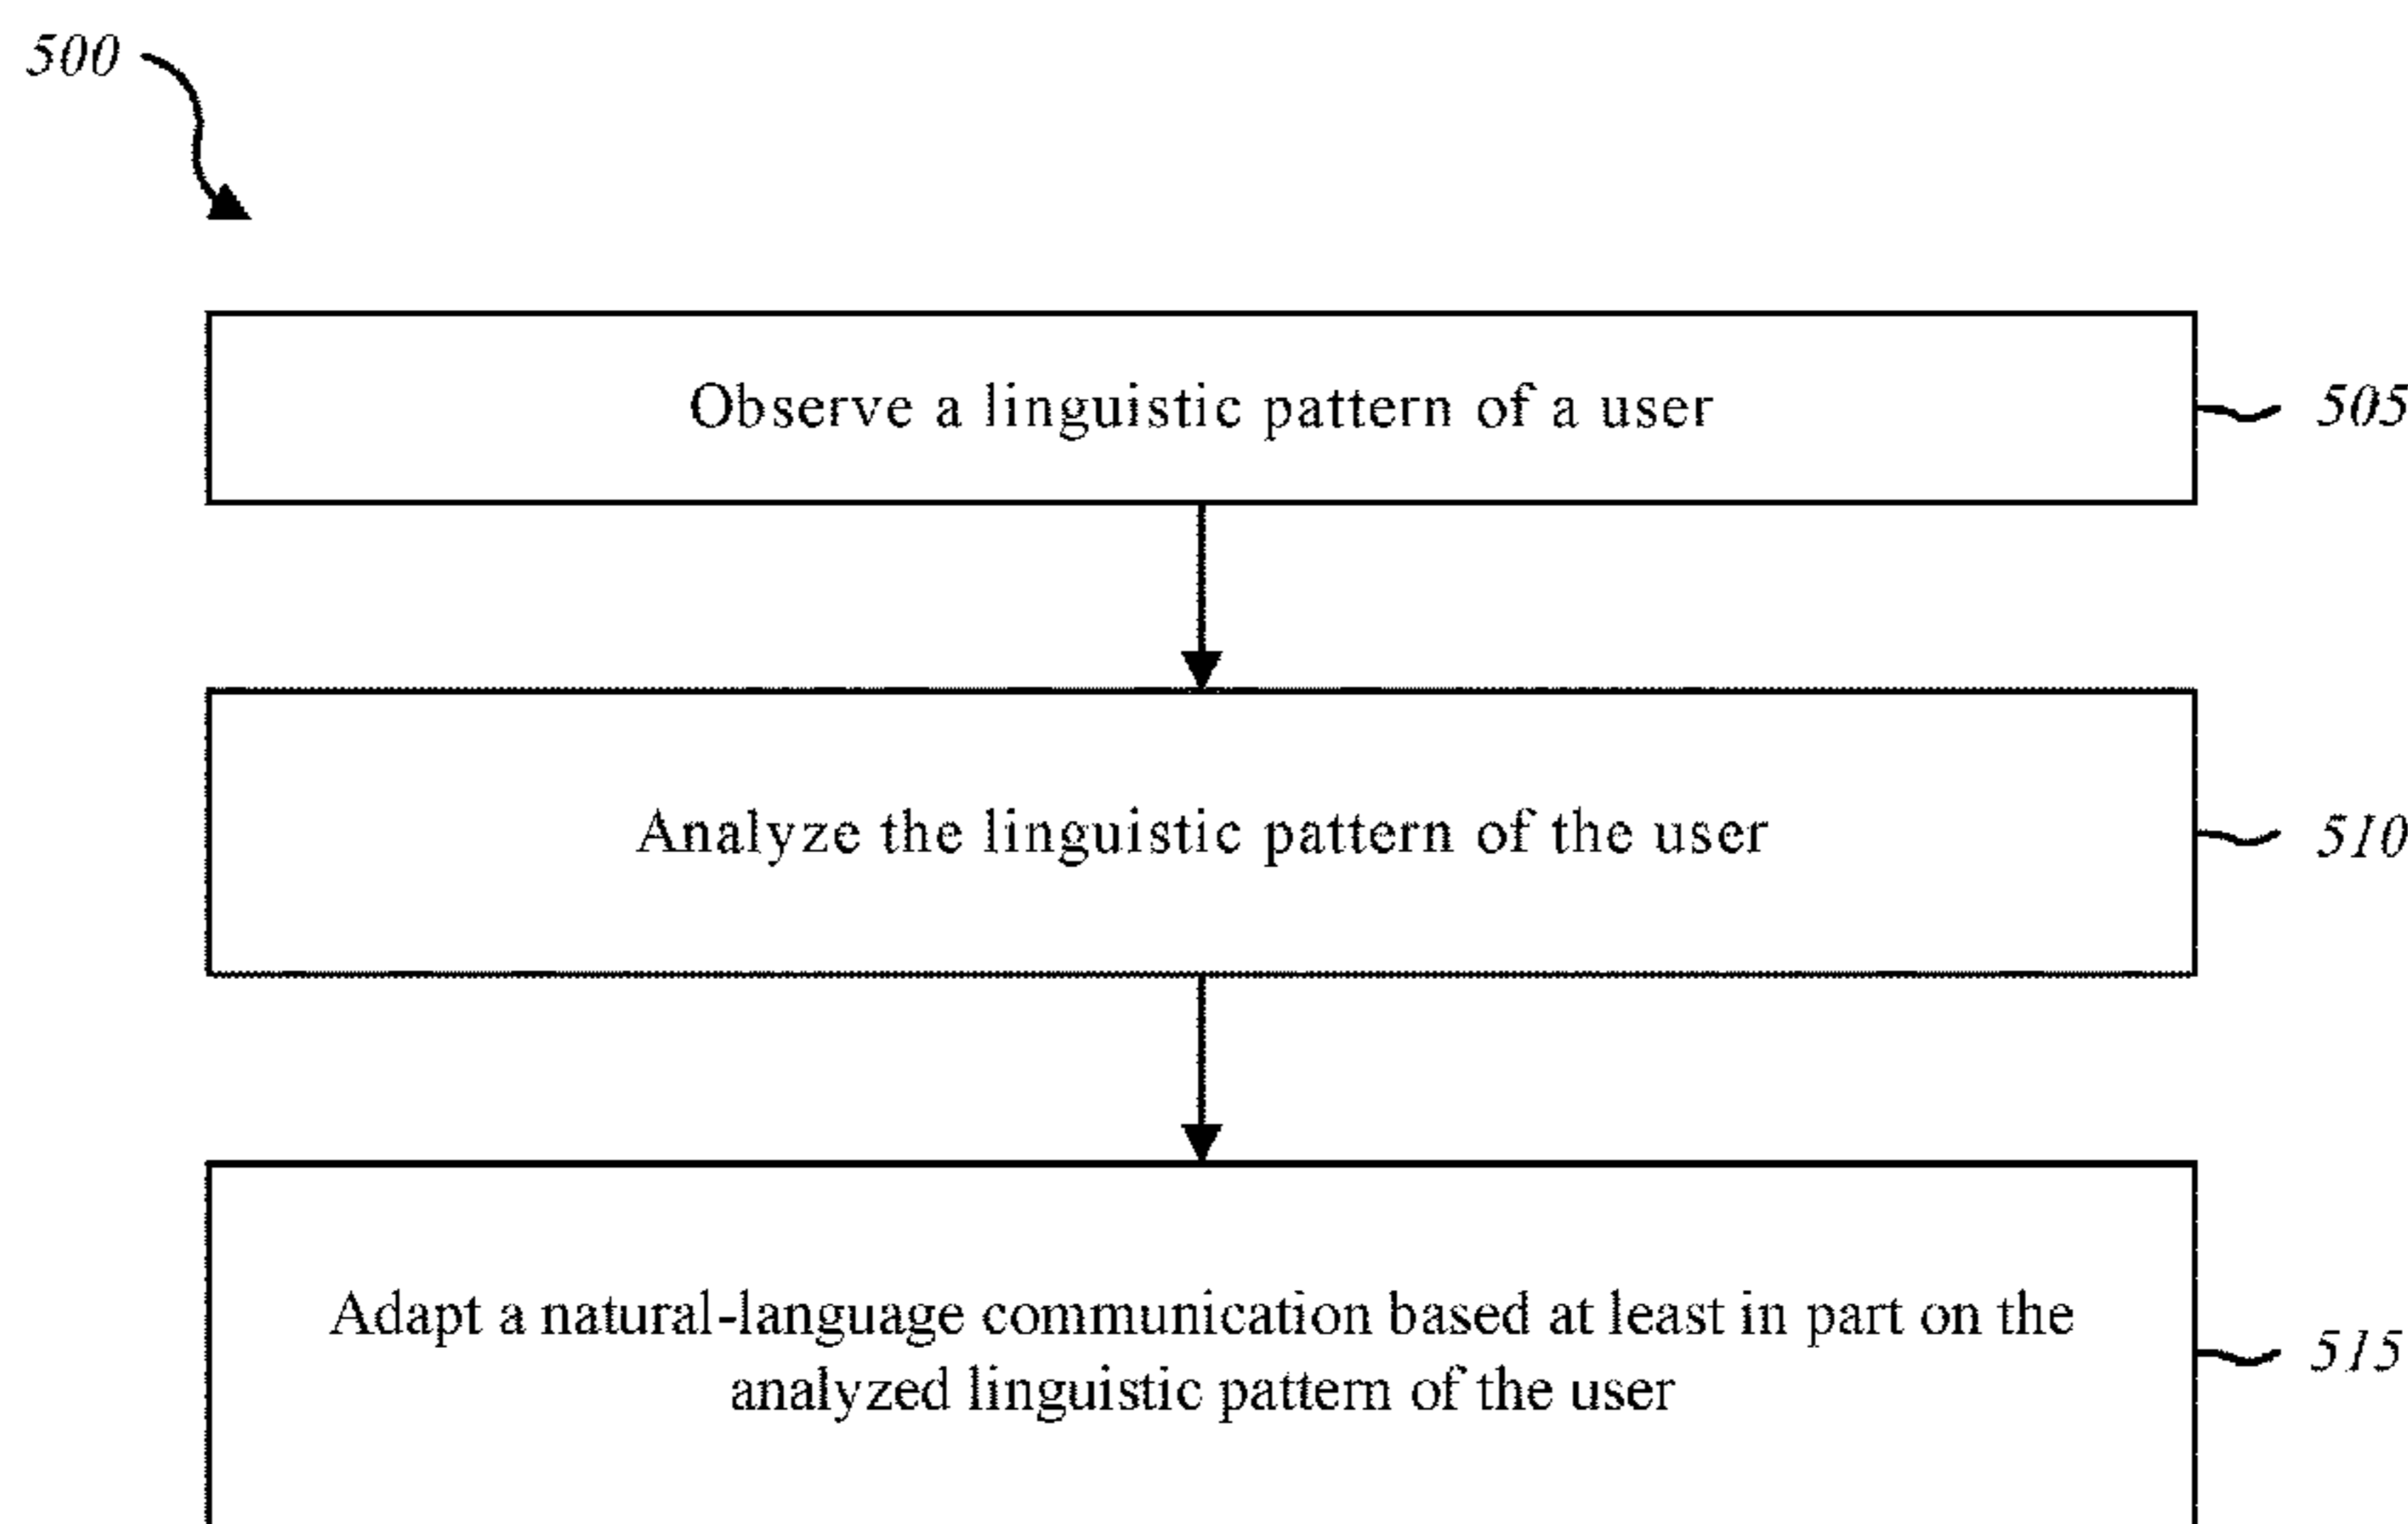 500
Observe a linguistic pattern of a user
505
Analyze the linguistic pattern of the user
510
Adapt a natural-language communication based at least in part on the
analyzed linguistic pattern of the user
515